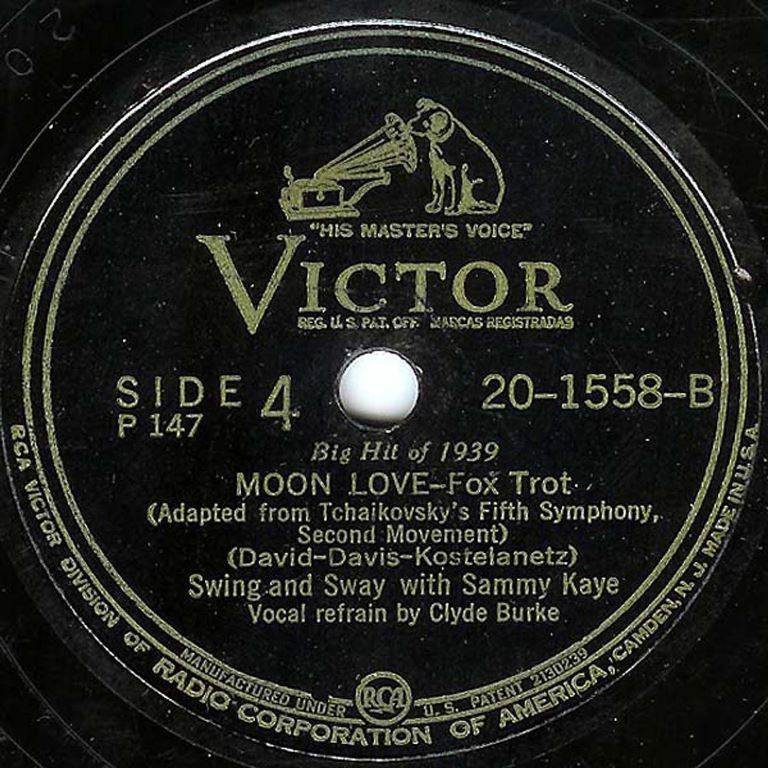 "HIS MASTER'S VOICE"
VICTOR
REG. U. S. PAT. OFF. MARCAS REGISTRADAS
SIDE 4
P 147
20-1558-B
Big Hit of 1939
MOON LOVE-Fox Trot
(Adapted from Tchaikovsky's Fifth Symphony,
Second Movement)
(David-Davis-Kostelanetz)
Swing and Sway with Sammy Kaye
Vocal refrain by Clyde Burke
MANUFACTURED UNDER RCA U. S. PATENT 2130239
RCA VICTOR DIVISION OF RADIO CORPORATION OF AMERICA, CAMDEN, N. J. MADE IN U.S.A.